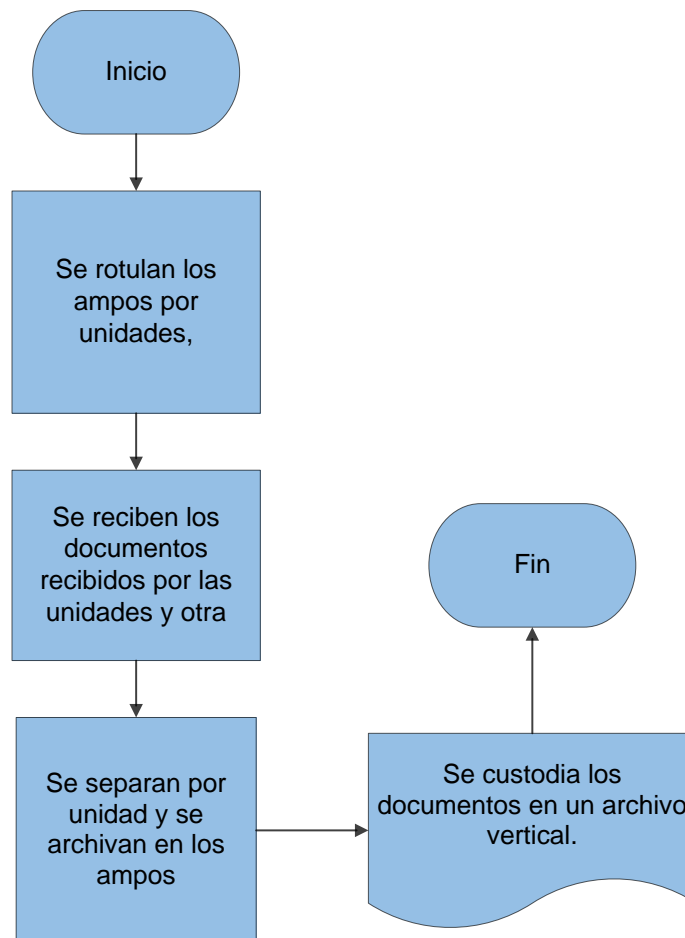 Inicio
Se rotulan los
ampos por
unidades,
Se reciben los
documentos
recibidos por las
unidades y otra
Se separan por
unidad y se
archivan en los
ampos
Se custodia los
documentos en un archivo
vertical.
Fin